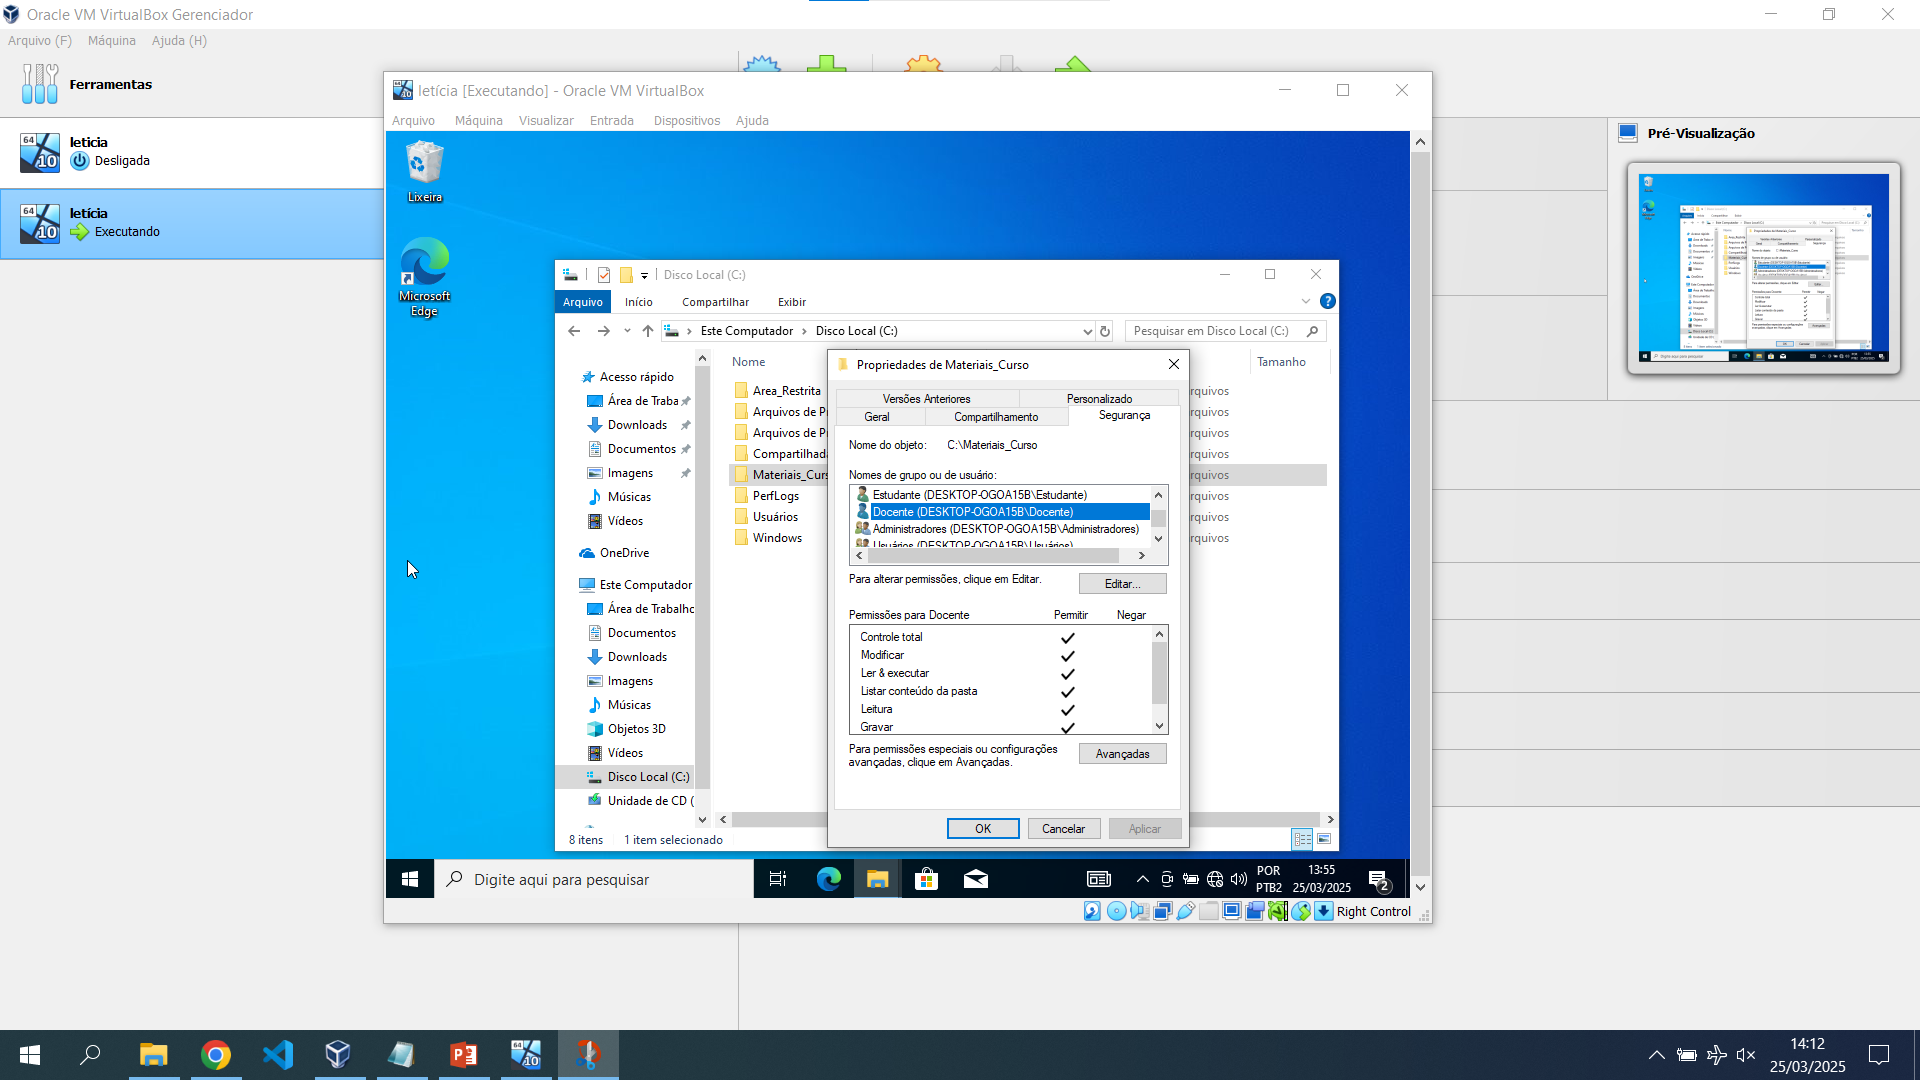 Oracle VM VirtualBox Gerenciador
Arquivo (F) Máquina Ajuda (H)
Ferramentas
64
10
leticia
Desligada
64
10
letícia
Executando
letícia [Executando] - Oracle VM VirtualBox
Arquivo Máquina Visualizar Entrada Dispositivos Ajuda
Lixeira
Microsoft
Edge
Disco Local (C:)
Arquivo Início Compartilhar Exibir
Este Computador > Disco Local (C:)
Pesquisar em Disco Local (C:)
Acesso rápido
Área de Traba
Downloads
Documentos
Imagens
Músicas
Vídeos
OneDrive
Este Computador
Área de Trabalho
Documentos
Downloads
Imagens
Músicas
Objetos 3D
Vídeos
Disco Local (C:)
Unidade de CD (
Nome Tamanho
Area_Restrita
Arquivos de Pr
Arquivos de Pr
Compartilhada
Materiais_Curs
PerfLogs
Usuários
Windows
rquivos
rquivos
rquivos
rquivos
rquivos
rquivos
rquivos
rquivos
8 itens 1 item selecionado
Propriedades de Materiais_Curso
Versões Anteriores Personalizado
Geral Compartilhamento Segurança
Nome do objeto: C:\Materiais_Curso
Nomes de grupo ou de usuário:
Estudante (DESKTOP-OGOA15B\Estudante)
Docente (DESKTOP-OGOA15B\Docente)
Administradores (DESKTOP-OGOA15B\Administradores)
Usuários (DESKTOP-OGOA15B\Usuários)
Para alterar permissões, clique em Editar. Editar...
Permissões para Docente Permitir Negar
Controle total
Modificar
Ler & executar
Listar conteúdo da pasta
Leitura
Gravar
Para permissões especiais ou configurações
avançadas, clique em Avançadas.
Avançadas
OK Cancelar Aplicar
Digite aqui para pesquisar
POR
PTB2
13:55
25/03/2025
2
Right Control
Pré-Visualização
14:12
25/03/2025